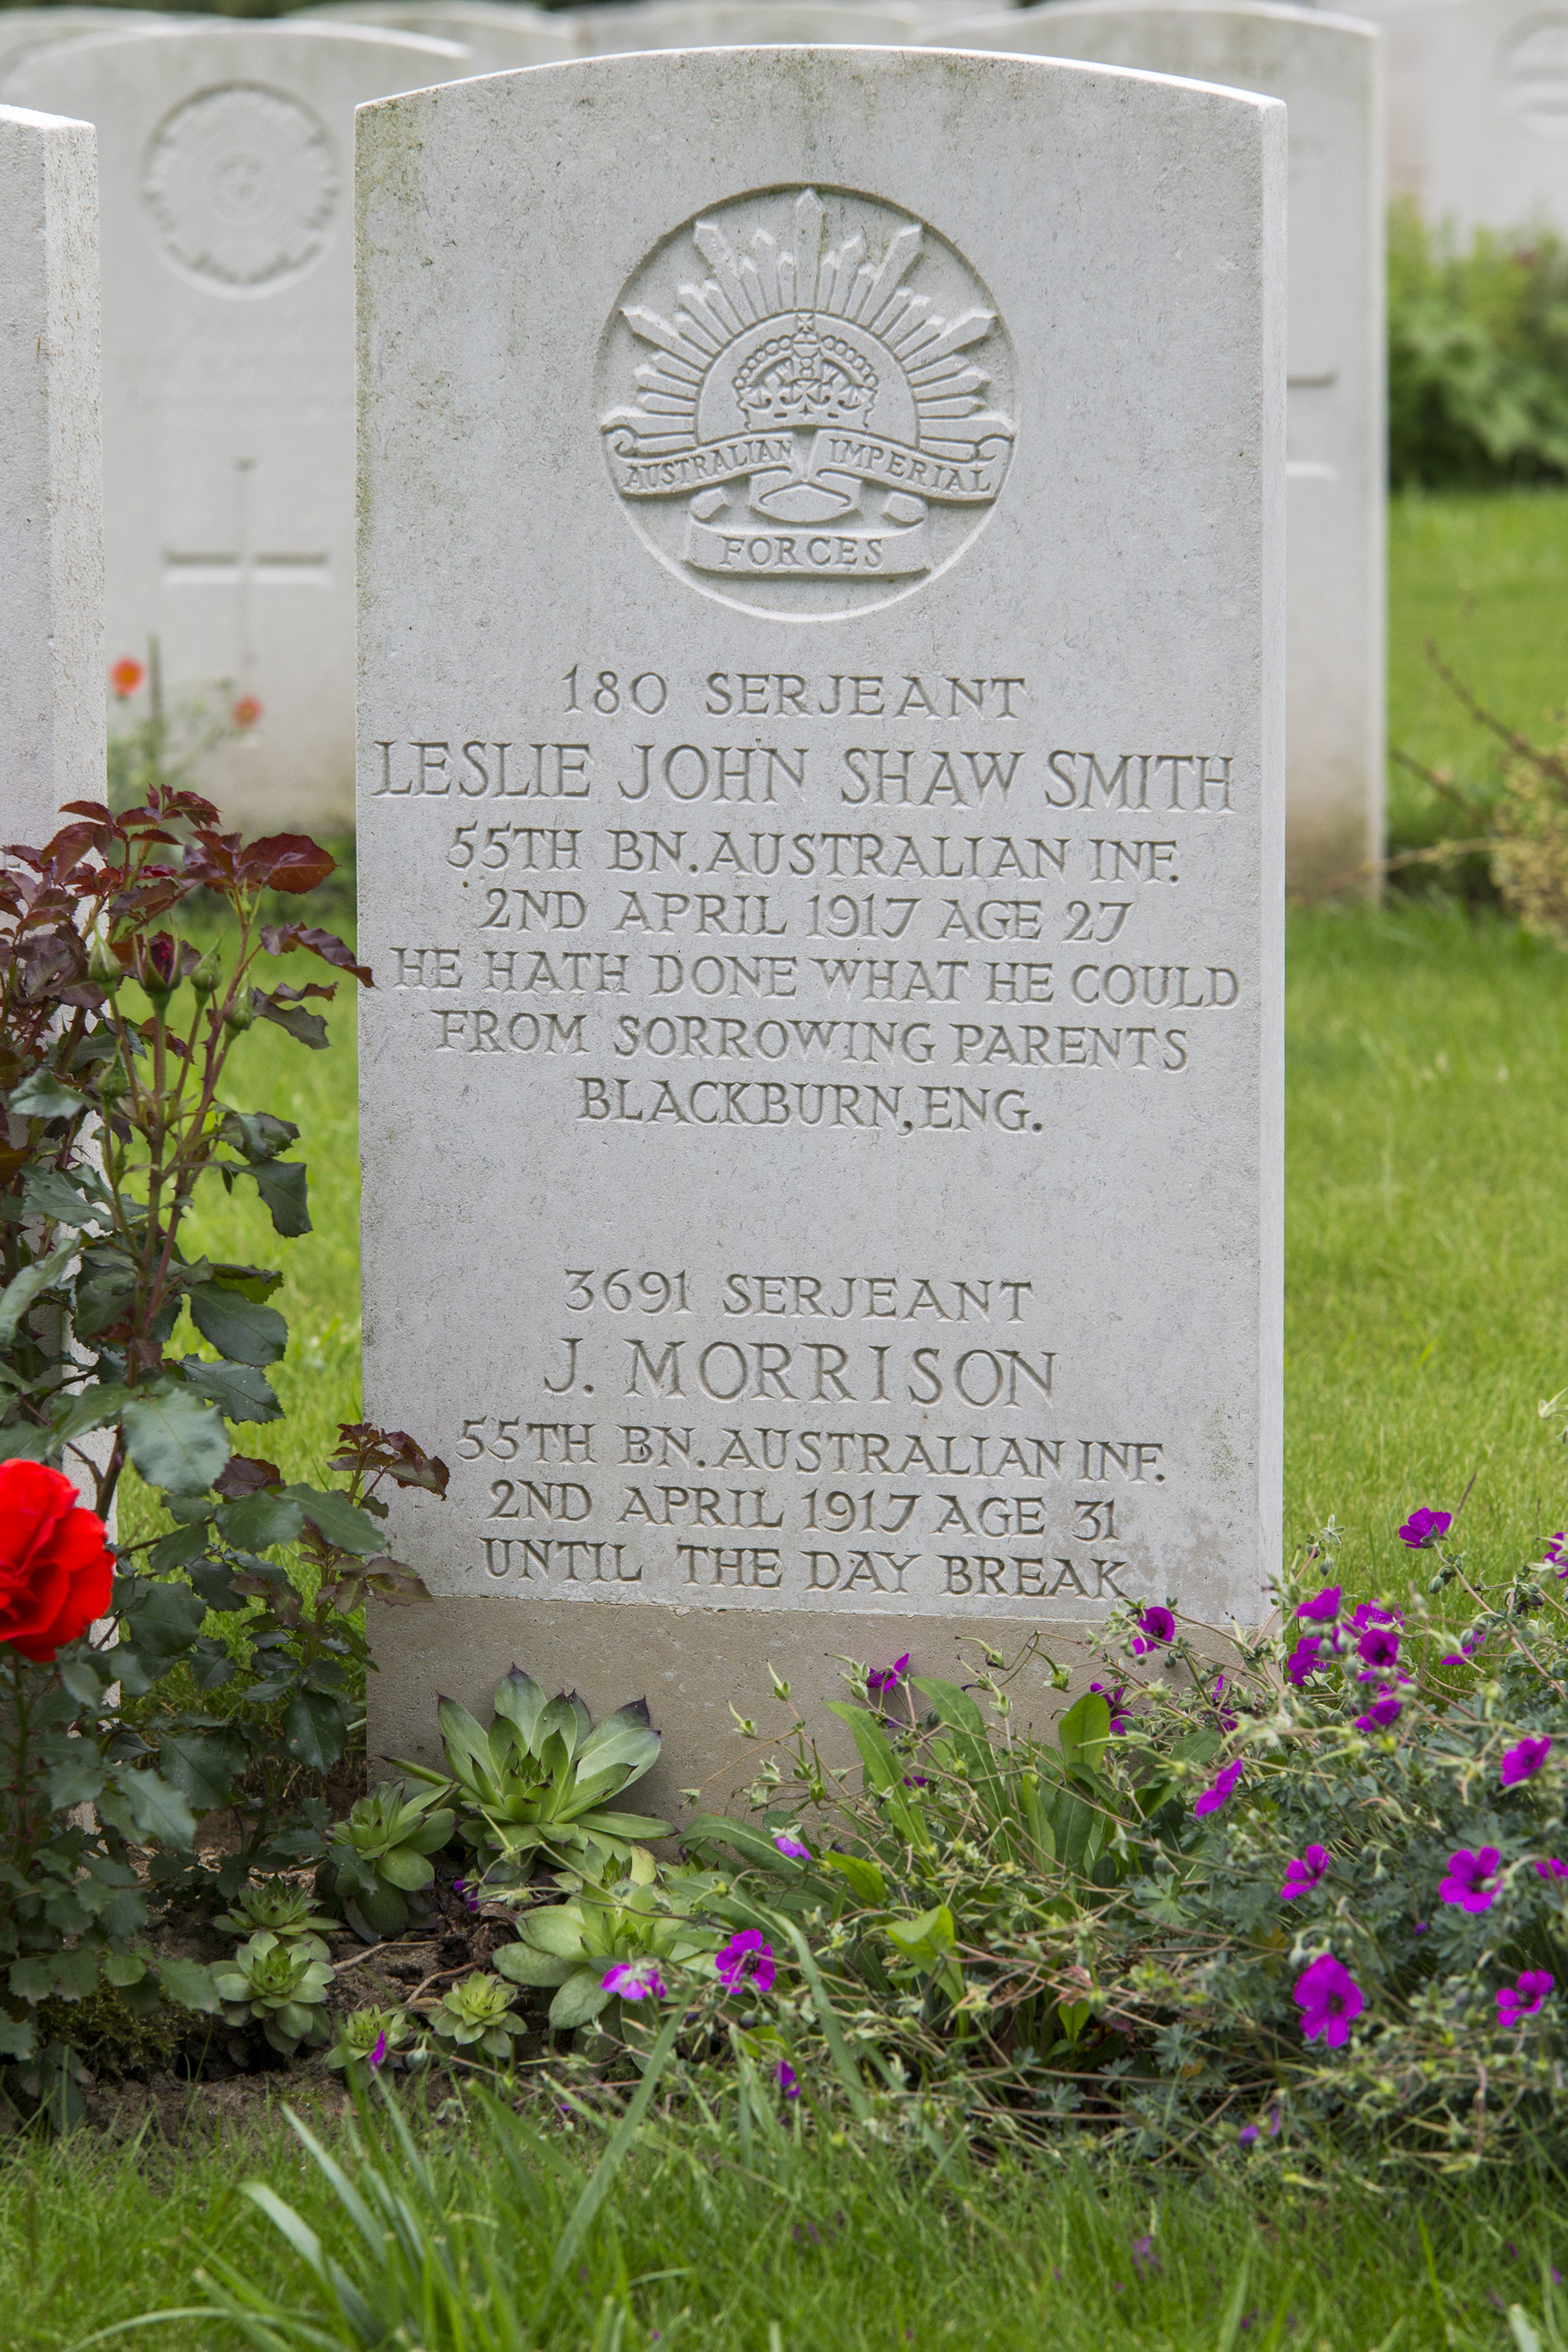 AUSTRALIAN IMPERIAL
FORCES
180 SERJEANT
LESLIE JOHN SHAW SMITH
55TH BN. AUSTRALIAN INF.
2ND APRIL 1917 AGE 27
HE HATH DONE WHAT HE COULD
FROM SORROWING PARENTS
BLACKBURN, ENG.
3691 SERJEANT
J. MORRISON
55TH BN. AUSTRALIAN INF.
2ND APRIL 1917 AGE 31
UNTIL THE DAY BREAK